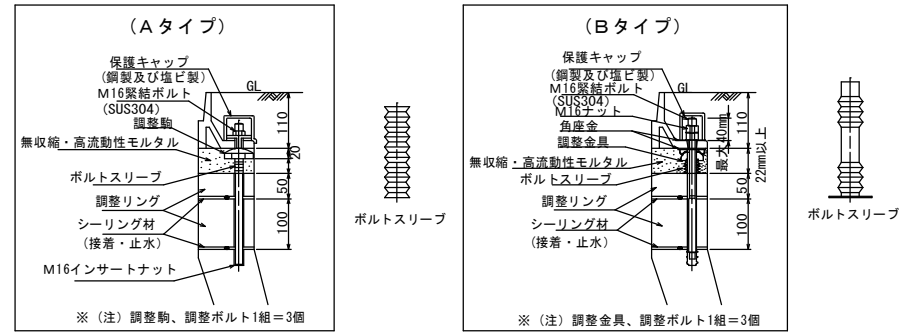 (Aタイプ)
保護キャップ
(鋼製及び塩ビ製)
GL
M16緊結ボルト
(SUS304)
調整駒
無収縮・高流動性モルタル
ボルトスリーブ
調整リング
シーリング材
(接着・止水)
M16インサートナット
110
20
50
100
※(注)調整駒、調整ボルト1組=3個
ボルトスリーブ
(Bタイプ)
保護キャップ
(鋼製及び塩ビ製)
GL
M16緊結ボルト
(SUS304)
M16ナット
角座金
調整金具
無収縮・高流動性モルタル
ボルトスリーブ
調整リング
シーリング材
(接着・止水)
最大40mm
110
22mm以上
50
100
※(注)調整金具、調整ボルト1組=3個
ボルトスリーブ